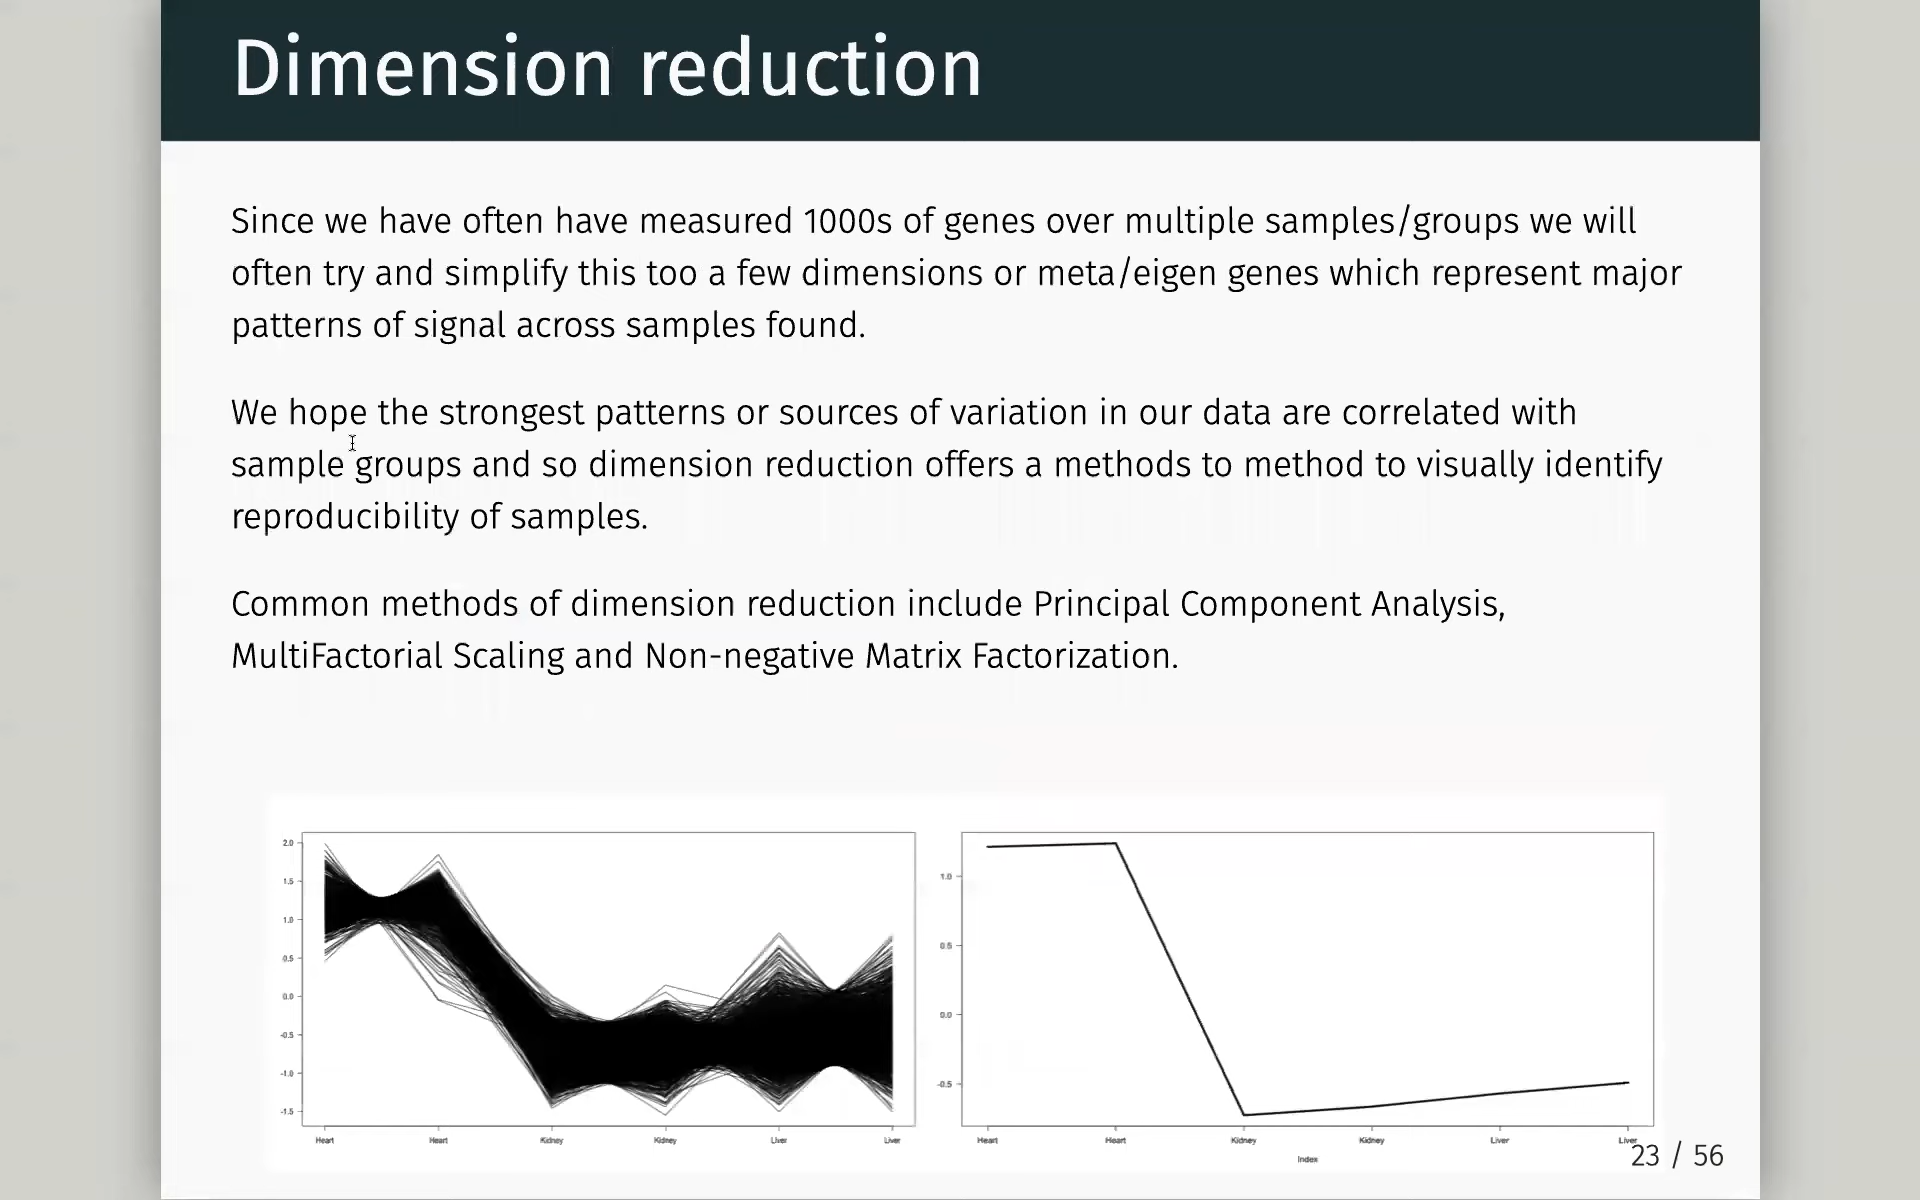 Dimension reduction
Since we have often have measured 1000s of genes over multiple samples/groups we will
often try and simplify this too a few dimensions or meta/eigen genes which represent major
patterns of signal across samples found.
We hope the strongest patterns or sources of variation in our data are correlated with
sample groups and so dimension reduction offers a methods to method to visually identify
reproducibility of samples.
Common methods of dimension reduction include Principal Component Analysis,
MultiFactorial Scaling and Non-negative Matrix Factorization.
2.0
1.5
1.0
0.5
0.0
-0.5
-1.0
-1.5
Heart Heart Kidney Kidney Liver Liver
1.0
0.5
0.0
-0.5
Heart Heart Kidney Kidney Liver Liver
Index
23 / 56